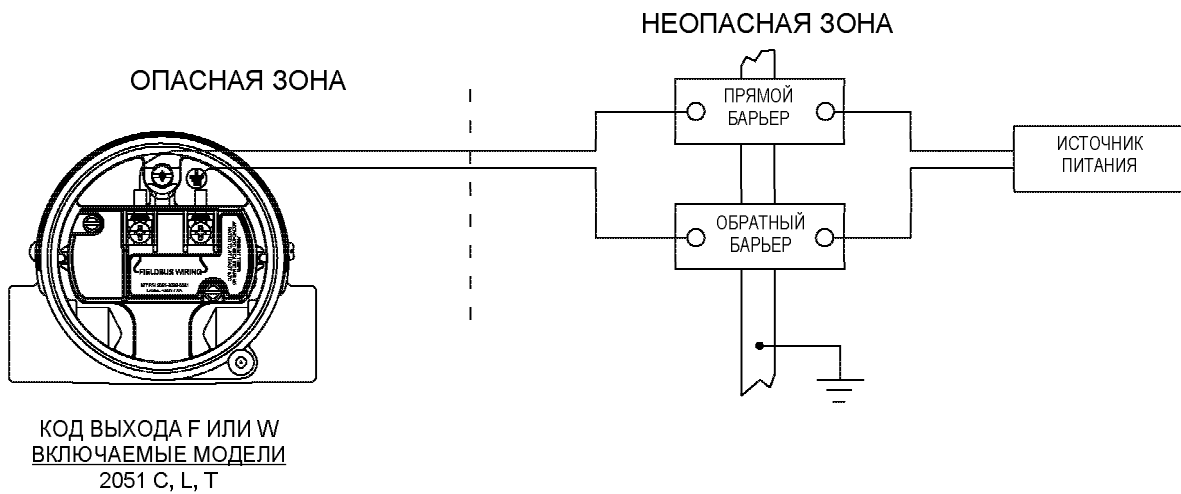 НЕОПАСНАЯ ЗОНА
ОПАСНАЯ ЗОНА
ПРЯМОЙ
БАРЬЕР
ИСТОЧНИК
ПИТАНИЯ
ОБРАТНЫЙ
БАРЬЕР
FIELDBUS WIRING
КОД ВЫХОДА F ИЛИ W
ВКЛЮЧАЕМЫЕ МОДЕЛИ
2051 C, L, T